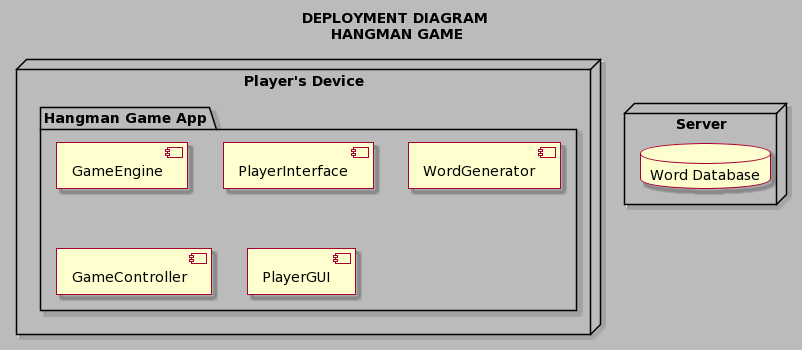 DEPLOYMENT DIAGRAM
HANGMAN GAME
Player's Device
Hangman Game App
GameEngine
PlayerInterface
WordGenerator
GameController
PlayerGUI
Server
Word Database